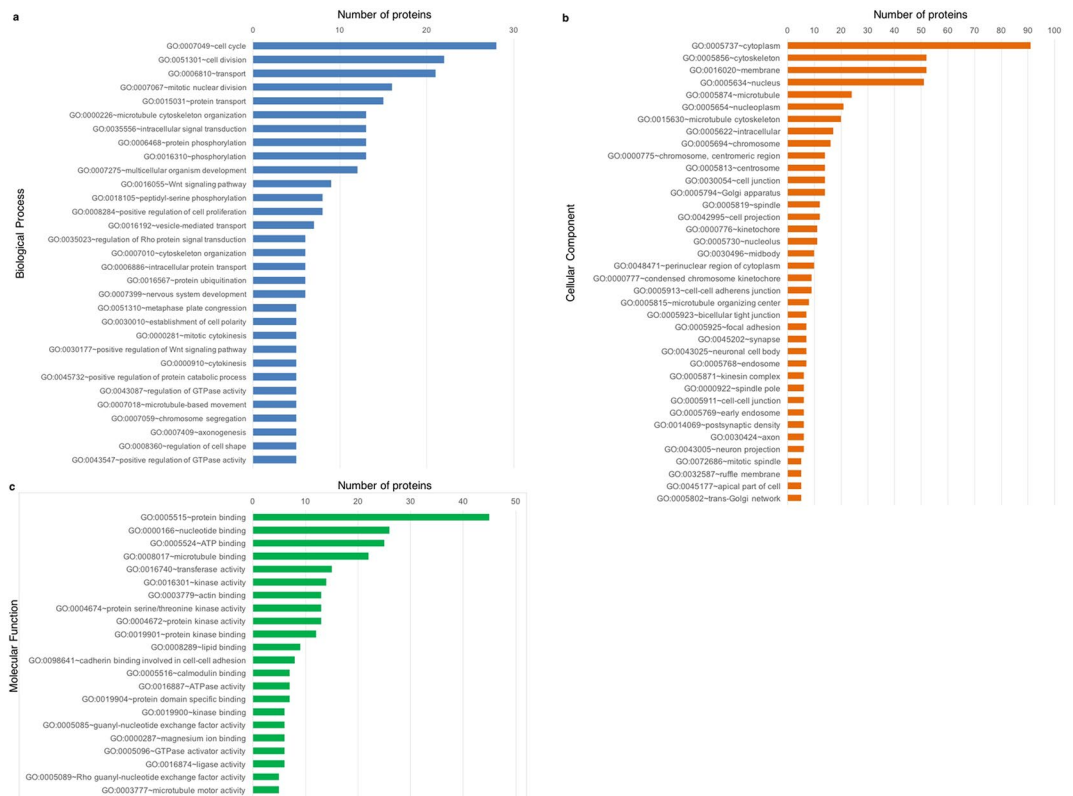 a
Number of proteins
0 10 20 30
Biological Process
GO:0007049~cell cycle
GO:0051301~cell division
GO:0006810~transport
GO:0007067~mitotic nuclear division
GO:0015031~protein transport
GO:0000226~microtubule cytoskeleton organization
GO:0035556~intracellular signal transduction
GO:0006468~protein phosphorylation
GO:0016310~phosphorylation
GO:0007275~multicellular organism development
GO:0016055~Wnt signaling pathway
GO:0018105~peptidyl-serine phosphorylation
GO:0008284~positive regulation of cell proliferation
GO:0016192~vesicle-mediated transport
GO:0035023~regulation of Rho protein signal transduction
GO:0007010~cytoskeleton organization
GO:0006886~intracellular protein transport
GO:0016567~protein ubiquitination
GO:0007399~nervous system development
GO:0051310~metaphase plate congression
GO:0030010~establishment of cell polarity
GO:0000281~mitotic cytokinesis
GO:0030177~positive regulation of Wnt signaling pathway
GO:0000910~cytokinesis
GO:0045732~positive regulation of protein catabolic process
GO:0043087~regulation of GTPase activity
GO:0007018~microtubule-based movement
GO:0007059~chromosome segregation
GO:0007409~axonogenesis
GO:0008360~regulation of cell shape
GO:0043547~positive regulation of GTPase activity
b
Number of proteins
0 10 20 30 40 50 60 70 80 90 100
Cellular Component
GO:0005737~cytoplasm
GO:0005856~cytoskeleton
GO:0016020~membrane
GO:0005634~nucleus
GO:0005874~microtubule
GO:0005654~nucleoplasm
GO:0015630~microtubule cytoskeleton
GO:0005622~intracellular
GO:0005694~chromosome
GO:0000775~chromosome, centromeric region
GO:0005813~centrosome
GO:0030054~cell junction
GO:0005794~Golgi apparatus
GO:0005819~spindle
GO:0042995~cell projection
GO:0000776~kinetochore
GO:0005730~nucleolus
GO:0030496~midbody
GO:0048471~perinuclear region of cytoplasm
GO:0000777~condensed chromosome kinetochore
GO:0005913~cell-cell adherens junction
GO:0005815~microtubule organizing center
GO:0005923~bicellular tight junction
GO:0005925~focal adhesion
GO:0045202~synapse
GO:0043025~neuronal cell body
GO:0005768~endosome
GO:0005871~kinesin complex
GO:0000922~spindle pole
GO:0005911~cell-cell junction
GO:0005769~early endosome
GO:0014069~postsynaptic density
GO:0030424~axon
GO:0043005~neuron projection
GO:0072686~mitotic spindle
GO:0032587~ruffle membrane
GO:0045177~apical part of cell
GO:0005802~trans-Golgi network
c
Number of proteins
0 10 20 30 40 50
Molecular Function
GO:0005515~protein binding
GO:0000166~nucleotide binding
GO:0005524~ATP binding
GO:0008017~microtubule binding
GO:0016740~transferase activity
GO:0016301~kinase activity
GO:0003779~actin binding
GO:0004674~protein serine/threonine kinase activity
GO:0004672~protein kinase activity
GO:0019901~protein kinase binding
GO:0008289~lipid binding
GO:0098641~cadherin binding involved in cell-cell adhesion
GO:0005516~calmodulin binding
GO:0016887~ATPase activity
GO:0019904~protein domain specific binding
GO:0019900~kinase binding
GO:0005085~guanyl-nucleotide exchange factor activity
GO:0000287~magnesium ion binding
GO:0005096~GTPase activator activity
GO:0016874~ligase activity
GO:0005089~Rho guanyl-nucleotide exchange factor activity
GO:0003777~microtubule motor activity